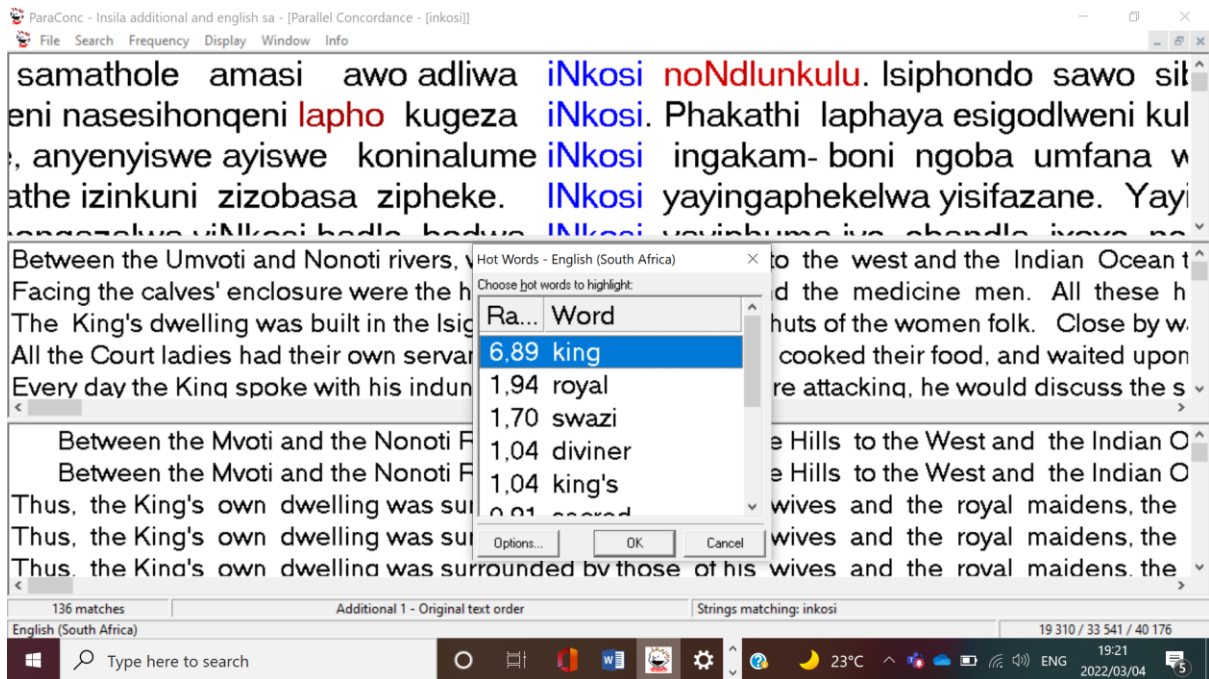 ParaConc - Insila additional and english sa - [Parallel Concordance - [inkosi]]
File Search Frequency Display Window Info
samathole amasi awo adliwa iNkosi noNdlunkulu. Isiphondo sawo
eni nasesihonqeni lapho kugeza iNkosi. Phakathi laphaya esigodlweni kul
, anyenyiswe ayiswe koninalume iNkosi ingakam- boni ngoba umfana w
athe izinkuni zizobasa zipheke. INkosi yayingaphekelwa yisifazane. Yayi
Between the Umvoti and Nonoti rivers, to the west and the Indian Ocean t
Facing the calves' enclosure were the h d the medicine men. All these h
The King's dwelling was built in the Isig huts of the women folk. Close by w
All the Court ladies had their own servan cooked their food, and waited upon
Every day the King spoke with his indun re attacking, he would discuss the s
Hot Words - English (South Africa)
Choose hot words to highlight:
Ra... Word
6,89 king
1,94 royal
1,70 swazi
1,04 diviner
1,04 king's
Options... OK Cancel
Between the Mvoti and the Nonoti R e Hills to the West and the Indian O
Between the Mvoti and the Nonoti R e Hills to the West and the Indian O
Thus, the King's own dwelling was sur wives and the royal maidens, the
Thus, the King's own dwelling was sur wives and the royal maidens, the
Thus, the King's own dwelling was surrounded by those of his wives and the royal maidens, the
136 matches Additional 1 - Original text order Strings matching: inkosi
English (South Africa) 19 310 / 33 541 / 40 176
Type here to search 23°C ENG 19:21
2022/03/04
5